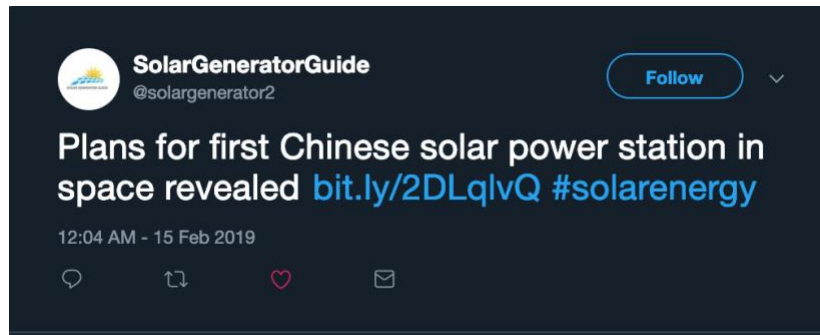 SolarGeneratorGuide
@solargenerator2
Follow
Plans for first Chinese solar power station in
space revealed bit.ly/2DLqlvQ #solarenergy
12:04 AM - 15 Feb 2019